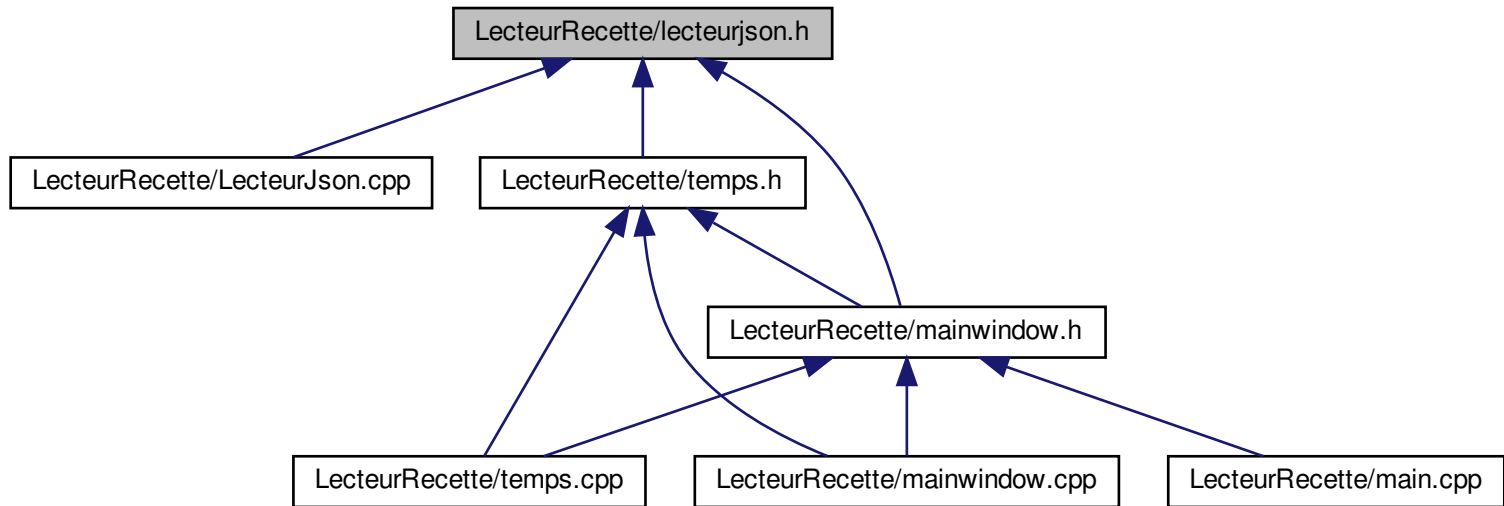 LecteurRecette/lecteurjson.h
LecteurRecette/LecteurJson.cpp
LecteurRecette/temps.h
LecteurRecette/mainwindow.h
LecteurRecette/temps.cpp
LecteurRecette/mainwindow.cpp
LecteurRecette/main.cpp